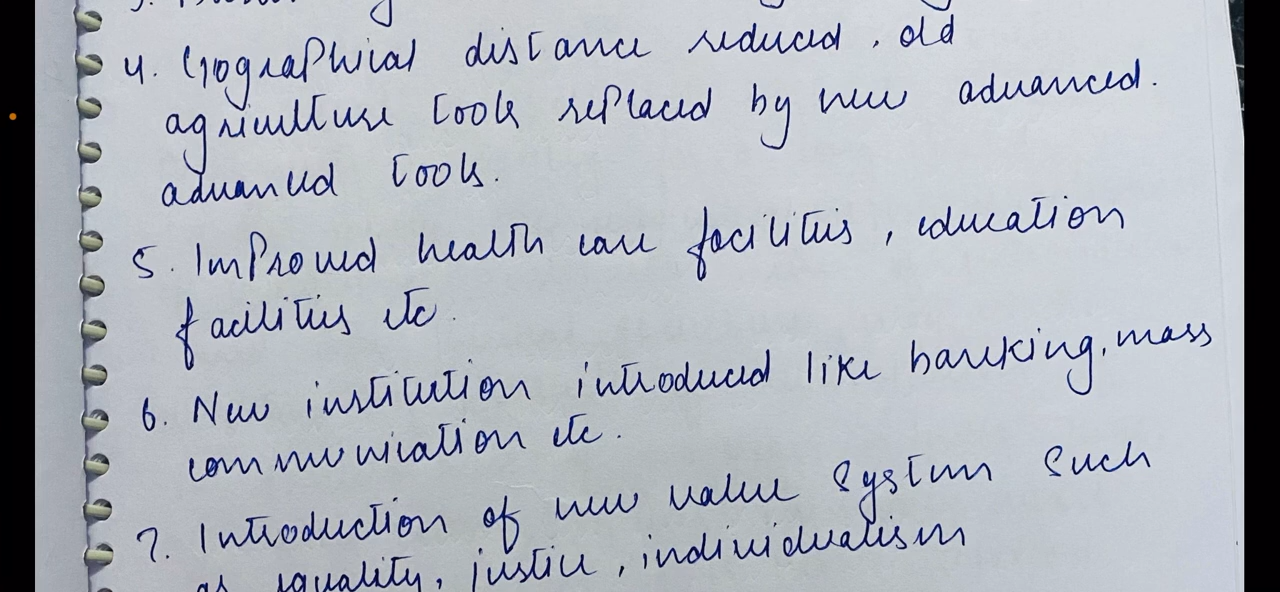 4. Geographical distance reduced, old
agriculture tools replaced by new advanced.
advanced tools.
5. Improved health care facilities, education
facilities etc.
6. New institution introduced like banking, mass
communication etc.
7. Introduction of new value system such
as equality, justice, individualism